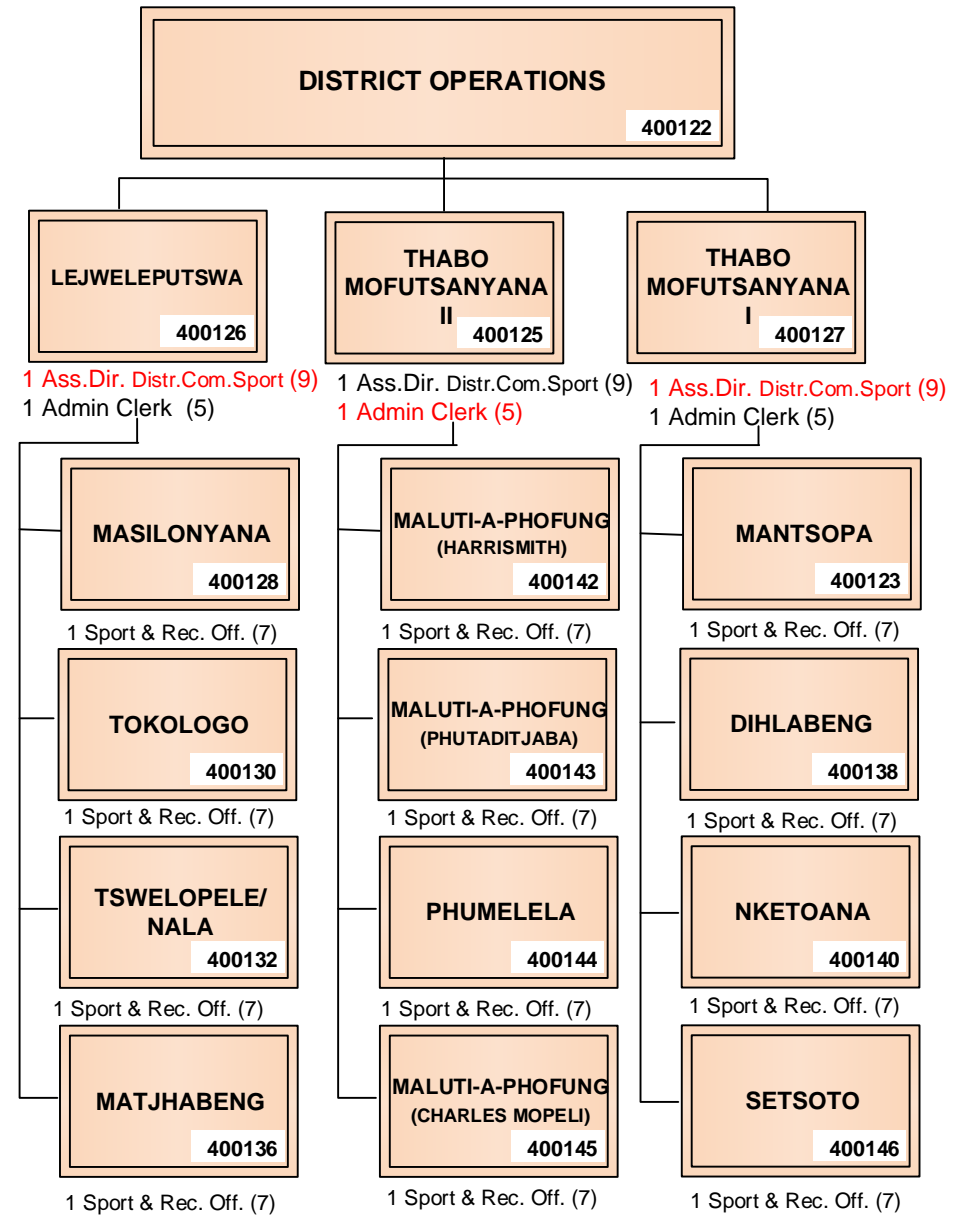 DISTRICT OPERATIONS
400122
LEJWELEPUTSWA
400126
1 Ass.Dir. Distr.Com.Sport (9)
1 Admin Clerk (5)
MASILONYANA
400128
1 Sport & Rec. Off. (7)
TOKOLOGO
400130
1 Sport & Rec. Off. (7)
TSWELOPELE/
NALA
400132
1 Sport & Rec. Off. (7)
MATJHABENG
400136
1 Sport & Rec. Off. (7)
THABO
MOFUTSANYANA
II
400125
1 Ass.Dir. Distr.Com.Sport (9)
1 Admin Clerk (5)
MALUTI-A-PHOFUNG
(HARRISMITH)
400142
1 Sport & Rec. Off. (7)
MALUTI-A-PHOFUNG
(PHUTADITJABA)
400143
1 Sport & Rec. Off. (7)
PHUMELELA
400144
1 Sport & Rec. Off. (7)
MALUTI-A-PHOFUNG
(CHARLES MOPELI)
400145
1 Sport & Rec. Off. (7)
THABO
MOFUTSANYANA
I
400127
1 Ass.Dir. Distr.Com.Sport (9)
1 Admin Clerk (5)
MANTSOPA
400123
1 Sport & Rec. Off. (7)
DIHLABENG
400138
1 Sport & Rec. Off. (7)
NKETOANA
400140
1 Sport & Rec. Off. (7)
SETSOTO
400146
1 Sport & Rec. Off. (7)